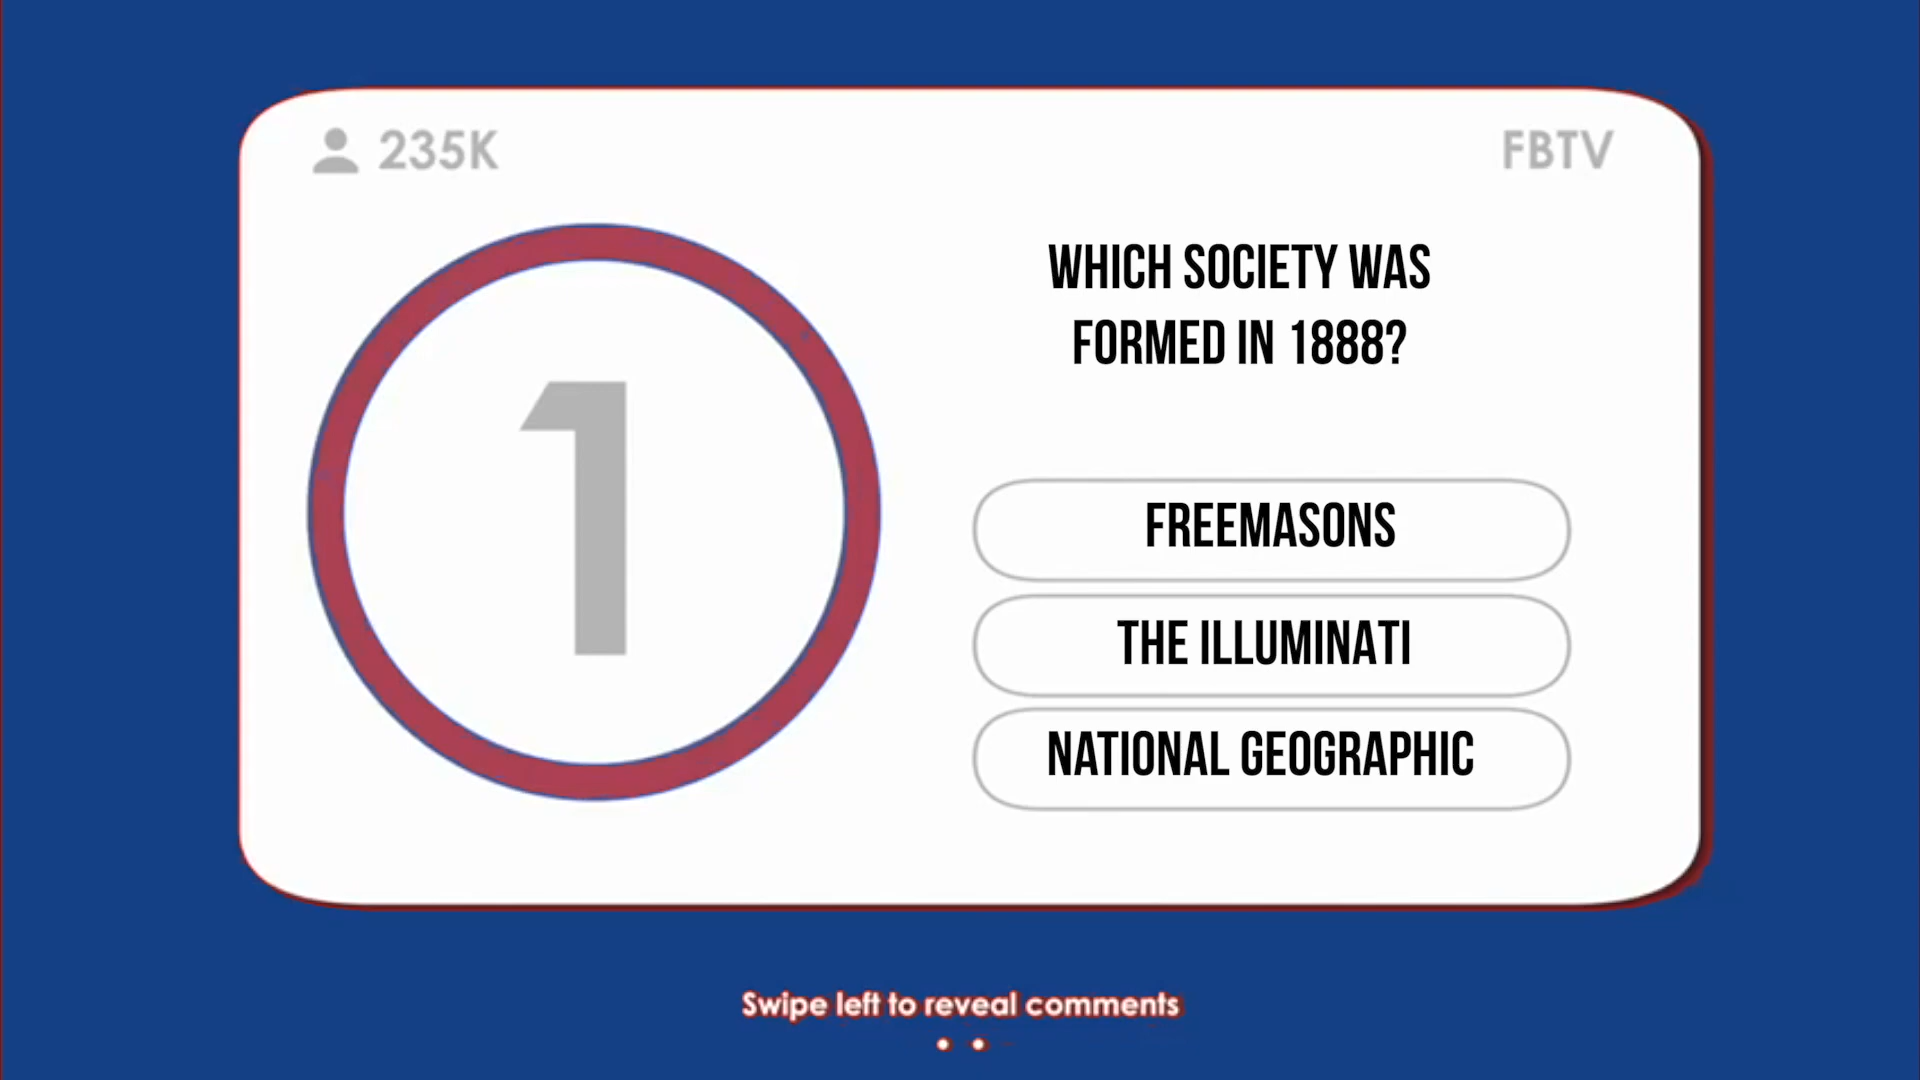 235K
FBTV
WHICH SOCIETY WAS
FORMED IN 1888?
1
FREEMASONS
THE ILLUMINATI
NATIONAL GEOGRAPHIC
Swipe left to reveal comments